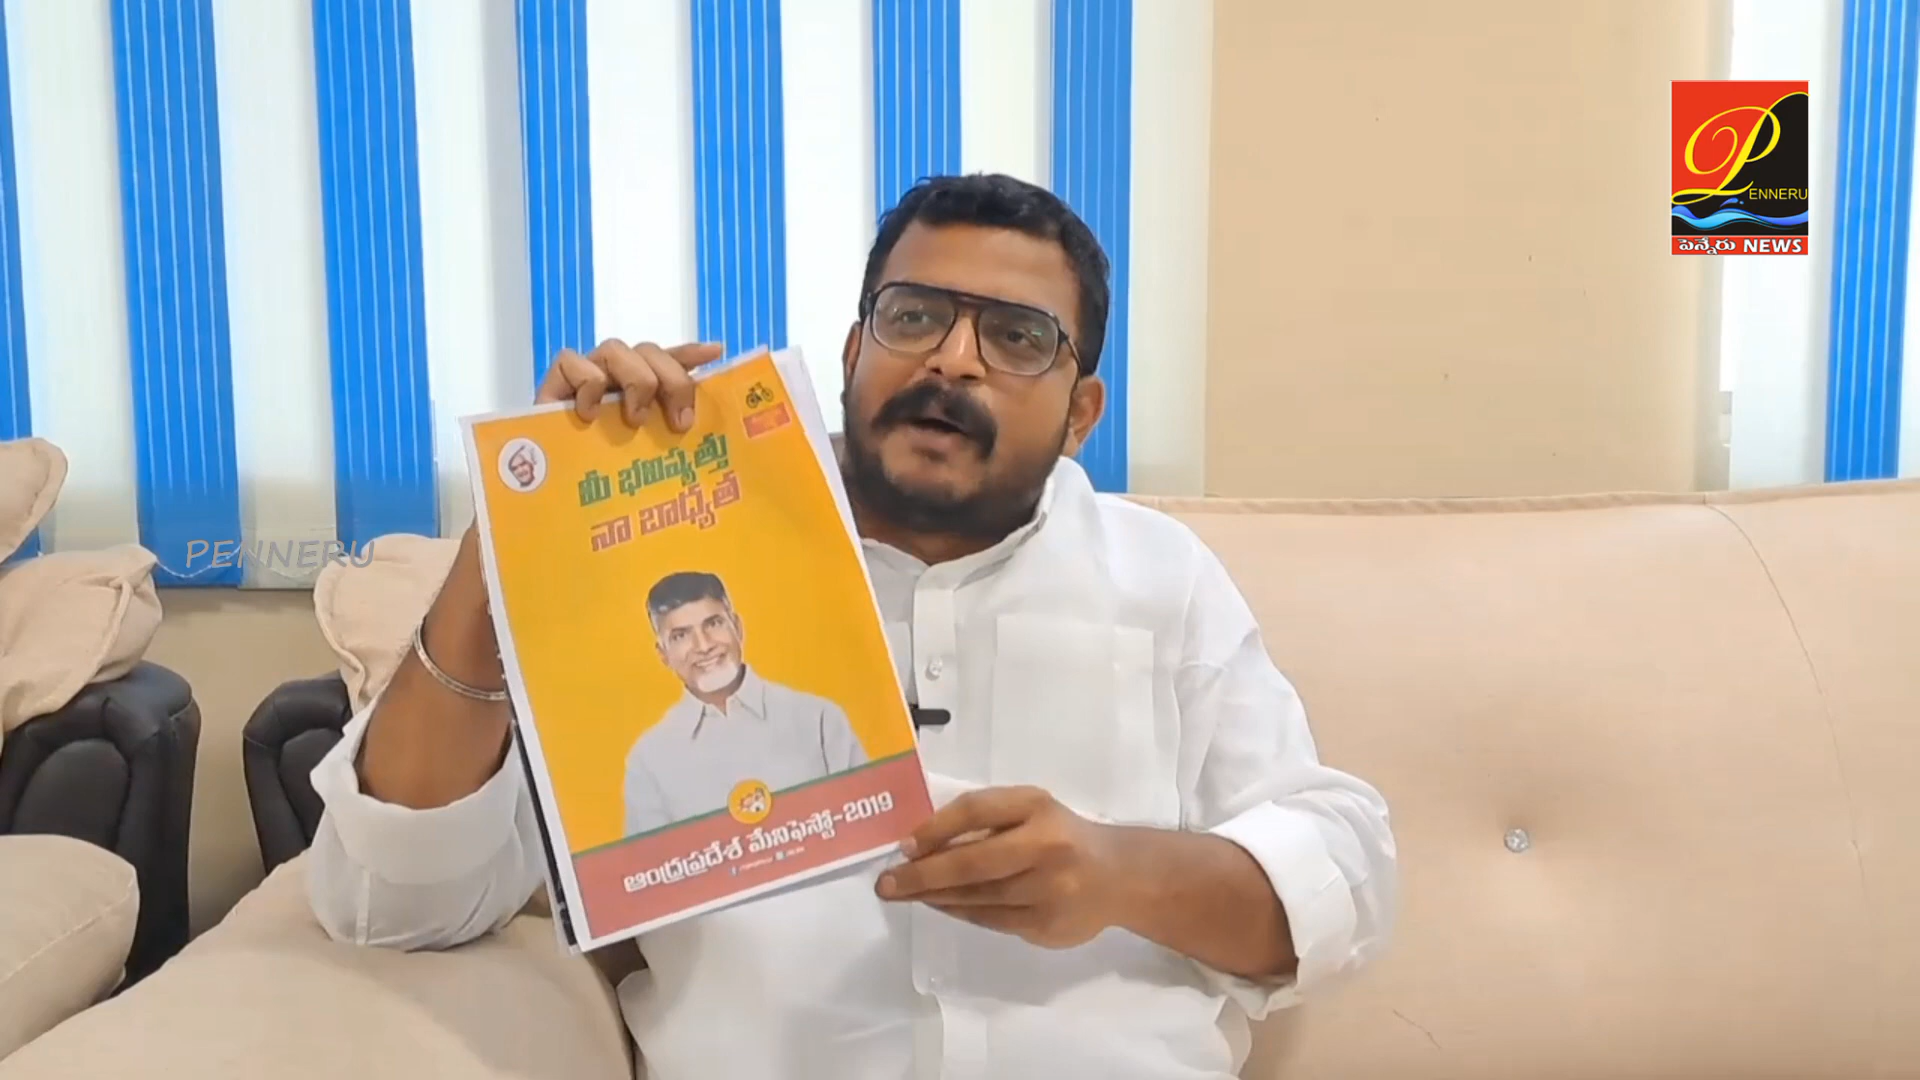 P
ENNERU
పెన్నేరు NEWS
మీ భవిష్యత్తు
నా బాధ్యత
PENNERU
ఆంధ్రప్రదేశ్ మేనిఫెస్టో-2019